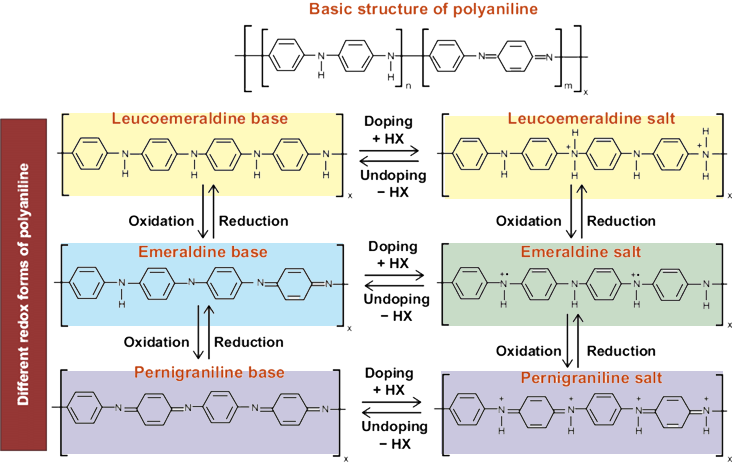 Basic structure of polyaniline
N
H
N
H
n
N
N
m
x
Different redox forms of polyaniline
Leucoemeraldine base
N
H
N
H
N
H
N
H
x
Doping
+ HX
Undoping
− HX
Leucoemeraldine salt
N
H
H
+
N
H
N
H
H
+
N
H
x
Oxidation
Reduction
Oxidation
Reduction
Emeraldine base
N
H
N
N
N
x
Doping
+ HX
Undoping
− HX
Emeraldine salt
+•
N
H
N
H
+•
N
H
N
H
x
Oxidation
Reduction
Oxidation
Reduction
Pernigraniline base
N
N
N
N
x
Doping
+ HX
Undoping
− HX
Pernigraniline salt
+
N
H
+
N
H
+
N
H
+
N
H
x